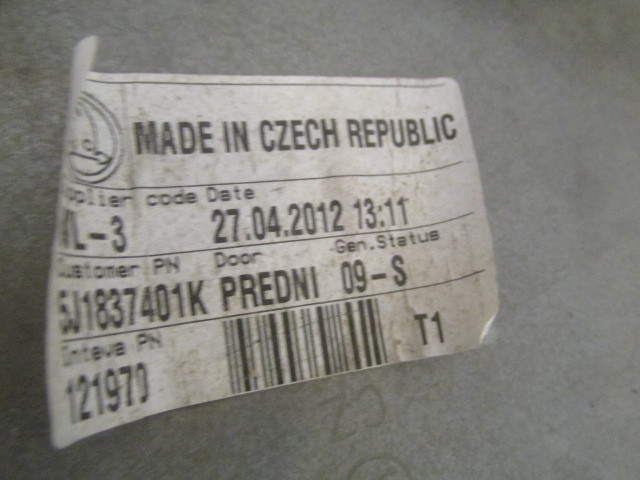 MADE IN CZECH REPUBLIC
Supplier code Date
27.04.2012 13:11
Customer PN Door Gen.Status
5J1837401K PREDNI 09-S
Inteva PN
121970
T1